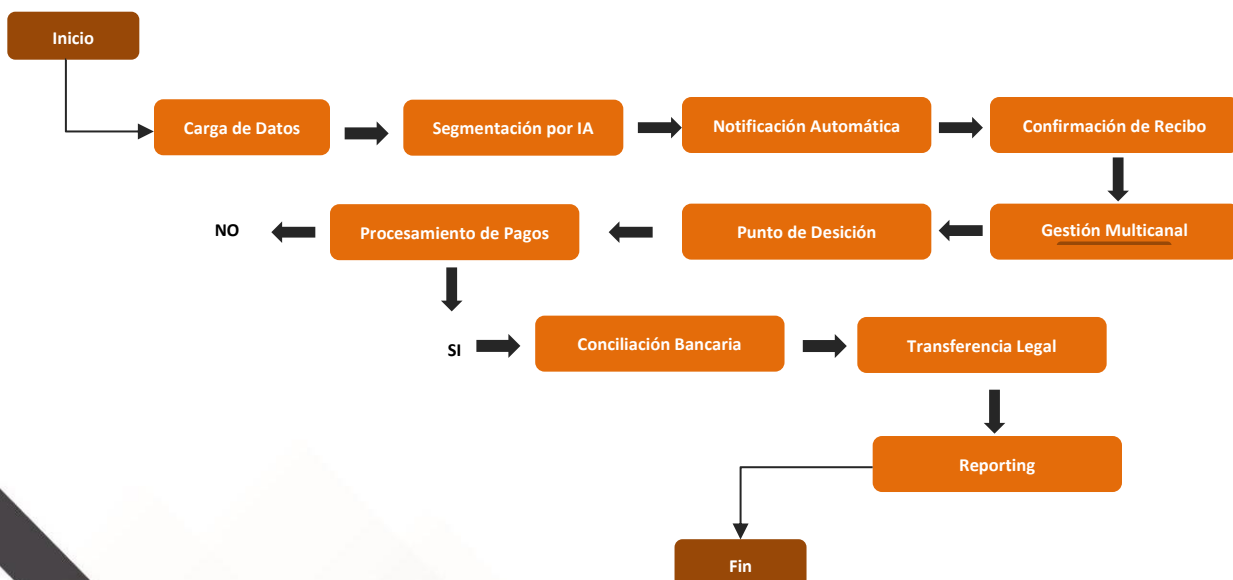 Inicio
Carga de Datos
Segmentación por IA
Notificación Automática
Confirmación de Recibo
Gestión Multicanal
Punto de Desición
Procesamiento de Pagos
NO
SI
Conciliación Bancaria
Transferencia Legal
Reporting
Fin